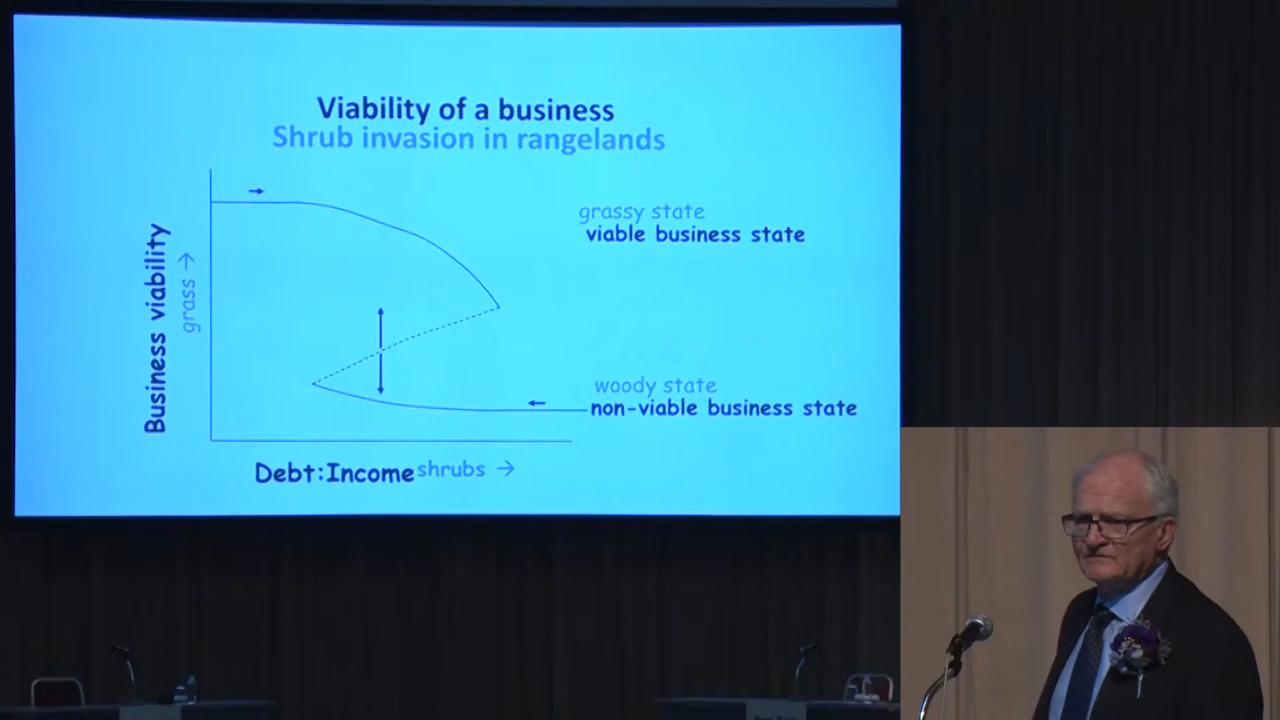 Viability of a business
Shrub invasion in rangelands
grassy state
viable business state
Business viability
grass →
woody state
non-viable business state
Debt:Income shrubs →